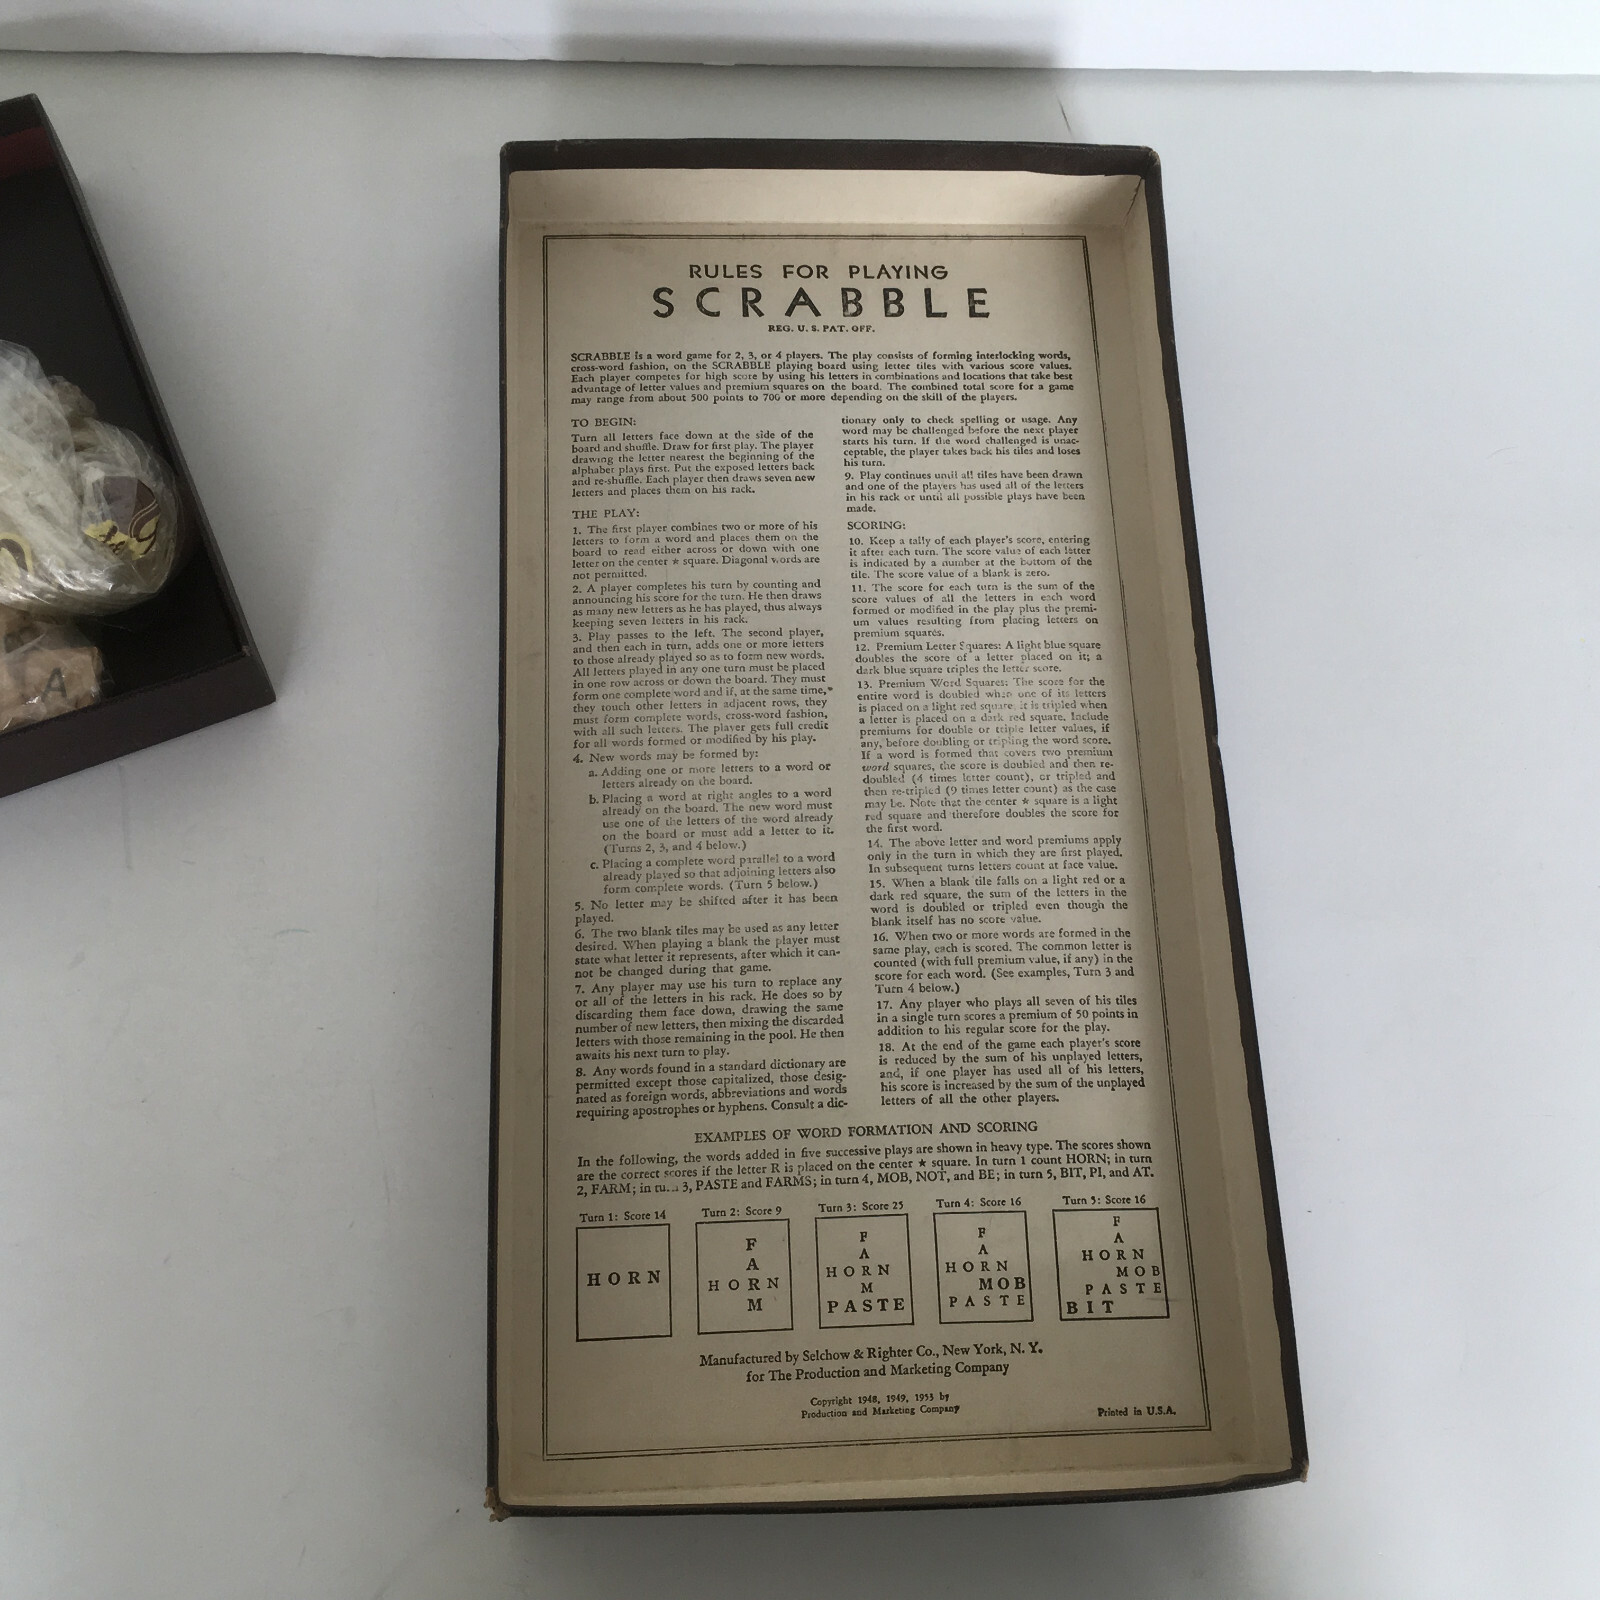 RULES FOR PLAYING
SCRABBLE
REG. U. S. PAT. OFF.
SCRABBLE is a word game for 2, 3, or 4 players. The play consists of forming interlocking words,
cross-word fashion, on the SCRABBLE playing board using letter tiles with various score values.
Each player competes for high score by using his letters in combinations and locations that take best
advantage of letter values and premium squares on the board. The combined total score for a game
may range from about 500 points to 700 or more depending on the skill of the players.
TO BEGIN:
Turn all letters face down at the side of the
board and shuffle. Draw for first play. The player
drawing the letter nearest the beginning of the
alphabet plays first. Put the exposed letters back
and re-shuffle. Each player then draws seven new
letters and places them on his rack.
THE PLAY:
1. The first player combines two or more of his
letters to form a word and places them on the
board to read either across or down with one
letter on the center ★ square. Diagonal words are
not permitted.
2. A player completes his turn by counting and
announcing his score for the turn. He then draws
as many new letters as he has played, thus always
keeping seven letters in his rack.
3. Play passes to the left. The second player,
and then each in turn, adds one or more letters
to those already played so as to form new words.
All letters played in any one turn must be placed
in one row across or down the board. They must
form one complete word and if, at the same time,
they touch other letters in adjacent rows, they
must form complete words, cross-word fashion,
with all such letters. The player gets full credit
for all words formed or modified by his play.
4. New words may be formed by:
a. Adding one or more letters to a word or
letters already on the board.
b. Placing a word at right angles to a word
already on the board. The new word must
use one of the letters of the word already
on the board or must add a letter to it.
(Turns 2, 3, and 4 below.)
c. Placing a complete word parallel to a word
already played so that adjoining letters also
form complete words. (Turn 5 below.)
5. No letter may be shifted after it has been
played.
6. The two blank tiles may be used as any letter
desired. When playing a blank the player must
state what letter it represents, after which it can-
not be changed during that game.
7. Any player may use his turn to replace any
or all of the letters in his rack. He does so by
discarding them face down, drawing the same
number of new letters, then mixing the discarded
letters with those remaining in the pool. He then
awaits his next turn to play.
8. Any words found in a standard dictionary are
permitted except those capitalized, those desig-
nated as foreign words, abbreviations and words
requiring apostrophes or hyphens. Consult a dic-
tionary only to check spelling or usage. Any
word may be challenged before the next player
starts his turn. If the word challenged is unac-
ceptable, the player takes back his tiles and loses
his turn.
9. Play continues until all tiles have been drawn
and one of the players has used all of the letters
in his rack or until all possible plays have been
made.
SCORING:
10. Keep a tally of each player's score, entering
it after each turn. The score value of each letter
is indicated by a number at the bottom of the
tile. The score value of a blank is zero.
11. The score for each turn is the sum of the
score values of all the letters in each word
formed or modified in the play plus the premi-
um values resulting from placing letters on
premium squares.
12. Premium Letter Squares: A light blue square
doubles the score of a letter placed on it; a
dark blue square triples the letter score.
13. Premium Word Squares: The score for the
entire word is doubled when one of its letters
is placed on a light red square, it is tripled when
a letter is placed on a dark red square. Include
premiums for double or triple letter values, if
any, before doubling or tripling the word score.
If a word is formed that covers two premium
word squares, the score is doubled and then re-
doubled (4 times letter count), or tripled and
then re-tripled (9 times letter count) as the case
may be. Note that the center ★ square is a light
red square and therefore doubles the score for
the first word.
14. The above letter and word premiums apply
only in the turn in which they are first played.
In subsequent turns letters count at face value.
15. When a blank tile falls on a light red or a
dark red square, the sum of the letters in the
word is doubled or tripled even though the
blank itself has no score value.
16. When two or more words are formed in the
same play, each is scored. The common letter is
counted (with full premium value, if any) in the
score for each word. (See examples, Turn 3 and
Turn 4 below.)
17. Any player who plays all seven of his tiles
in a single turn scores a premium of 50 points in
addition to his regular score for the play.
18. At the end of the game each player's score
is reduced by the sum of his unplayed letters,
and, if one player has used all of his letters,
his score is increased by the sum of the unplayed
letters of all the other players.
EXAMPLES OF WORD FORMATION AND SCORING
In the following, the words added in five successive plays are shown in heavy type. The scores shown
are the correct scores if the letter R is placed on the center ★ square. In turn 1 count HORN; in turn
2, FARM; in 3, PASTE and FARMS; in turn 4, MOB, NOT, and BE; in turn 5, BIT, PI, and AT.
Turn 1: Score 14
HORN
Turn 2: Score 9
F
A
HORN
M
Turn 3: Score 25
F
A
HORN
M
PASTE
Turn 4: Score 16
F
A
HORN
MOB
PASTE
Turn 5: Score 16
F
A
HORN
MOB
PASTE
BIT
Manufactured by Selchow & Righter Co., New York, N. Y.
for The Production and Marketing Company
Copyright 1948, 1949, 1953 by
Production and Marketing Company
Printed in U.S.A.
A